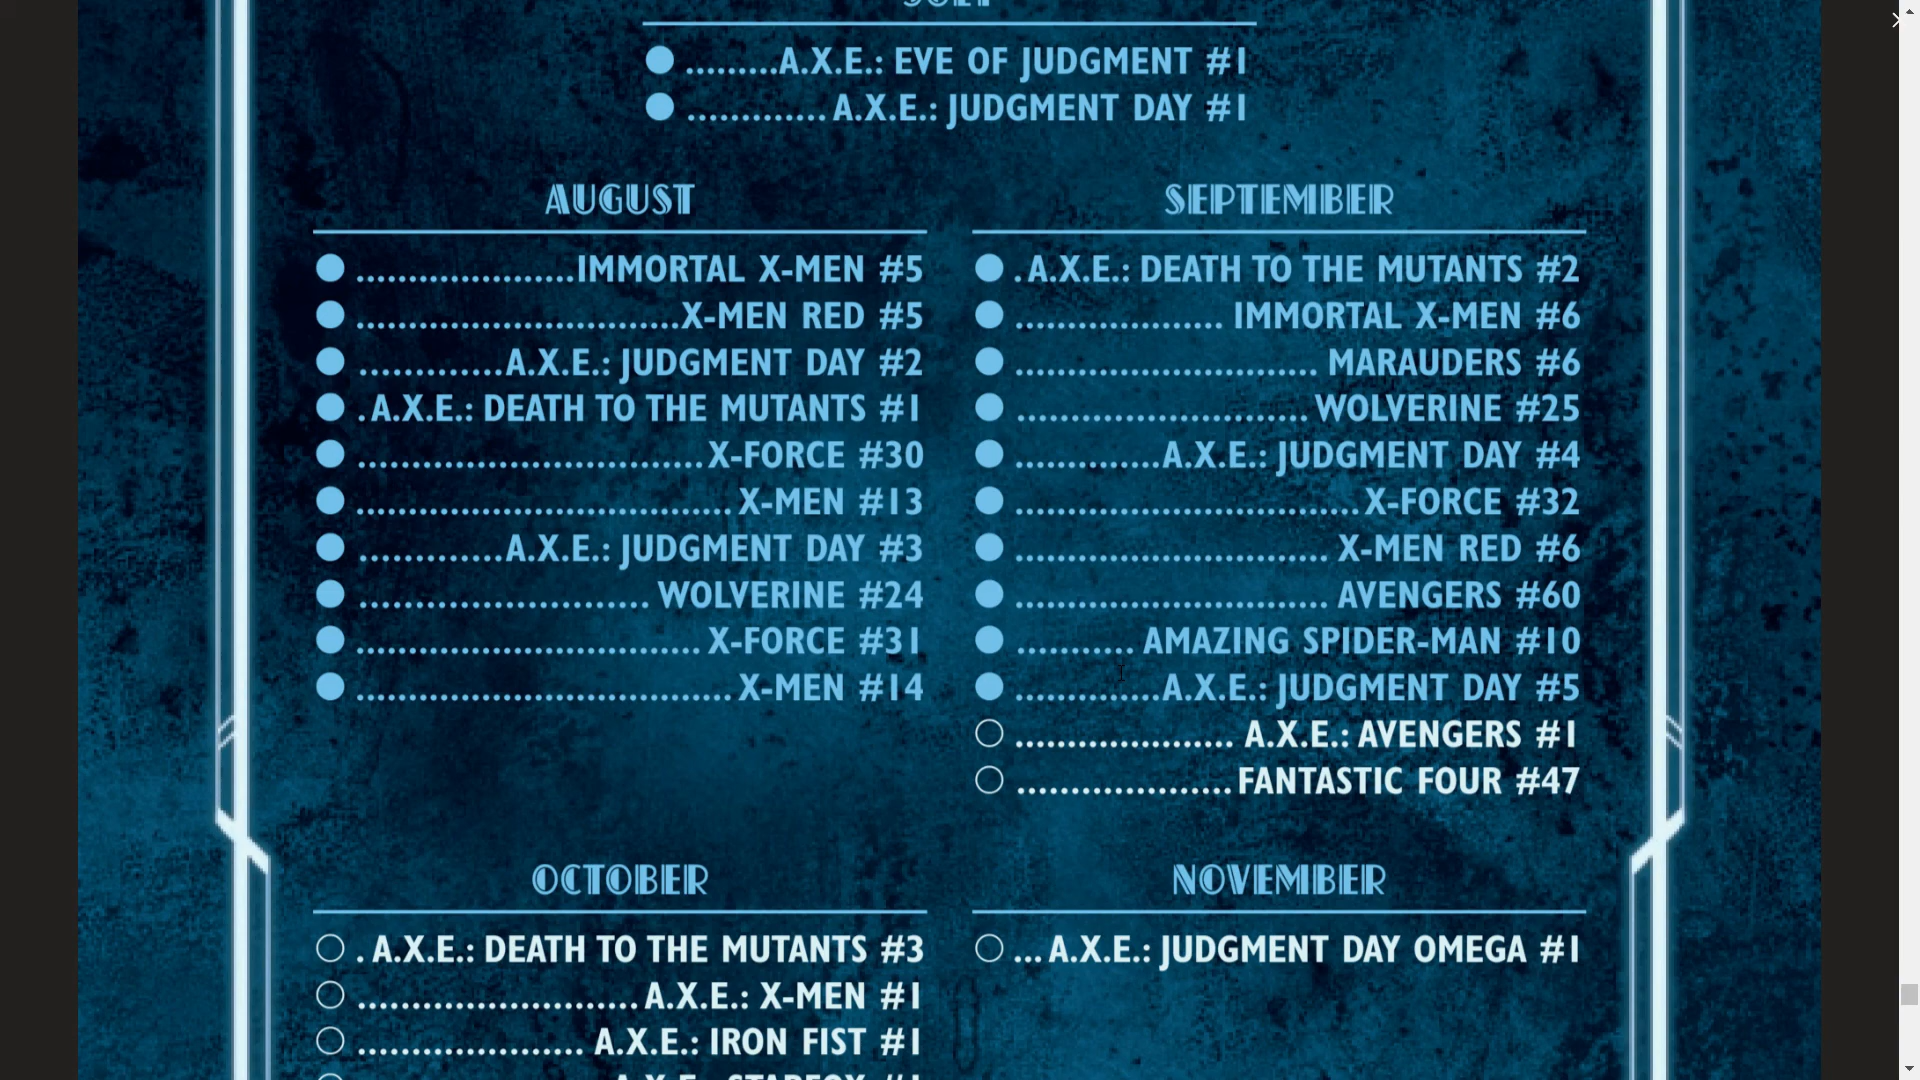 .........A.X.E.: EVE OF JUDGMENT #1
.............A.X.E.: JUDGMENT DAY #1
AUGUST
.....................IMMORTAL X-MEN #5
...............................X-MEN RED #5
..............A.X.E.: JUDGMENT DAY #2
.A.X.E.: DEATH TO THE MUTANTS #1
.................................X-FORCE #30
....................................X-MEN #13
..............A.X.E.: JUDGMENT DAY #3
............................WOLVERINE #24
.................................X-FORCE #31
....................................X-MEN #14
SEPTEMBER
.A.X.E.: DEATH TO THE MUTANTS #2
....................IMMORTAL X-MEN #6
.............................MARAUDERS #6
............................WOLVERINE #25
..............A.X.E.: JUDGMENT DAY #4
.................................X-FORCE #32
..............................X-MEN RED #6
..............................AVENGERS #60
...........AMAZING SPIDER-MAN #10
..............A.X.E.: JUDGMENT DAY #5
.....................A.X.E.: AVENGERS #1
.....................FANTASTIC FOUR #47
OCTOBER
.A.X.E.: DEATH TO THE MUTANTS #3
...........................A.X.E.: X-MEN #1
......................A.X.E.: IRON FIST #1
NOVEMBER
...A.X.E.: JUDGMENT DAY OMEGA #1